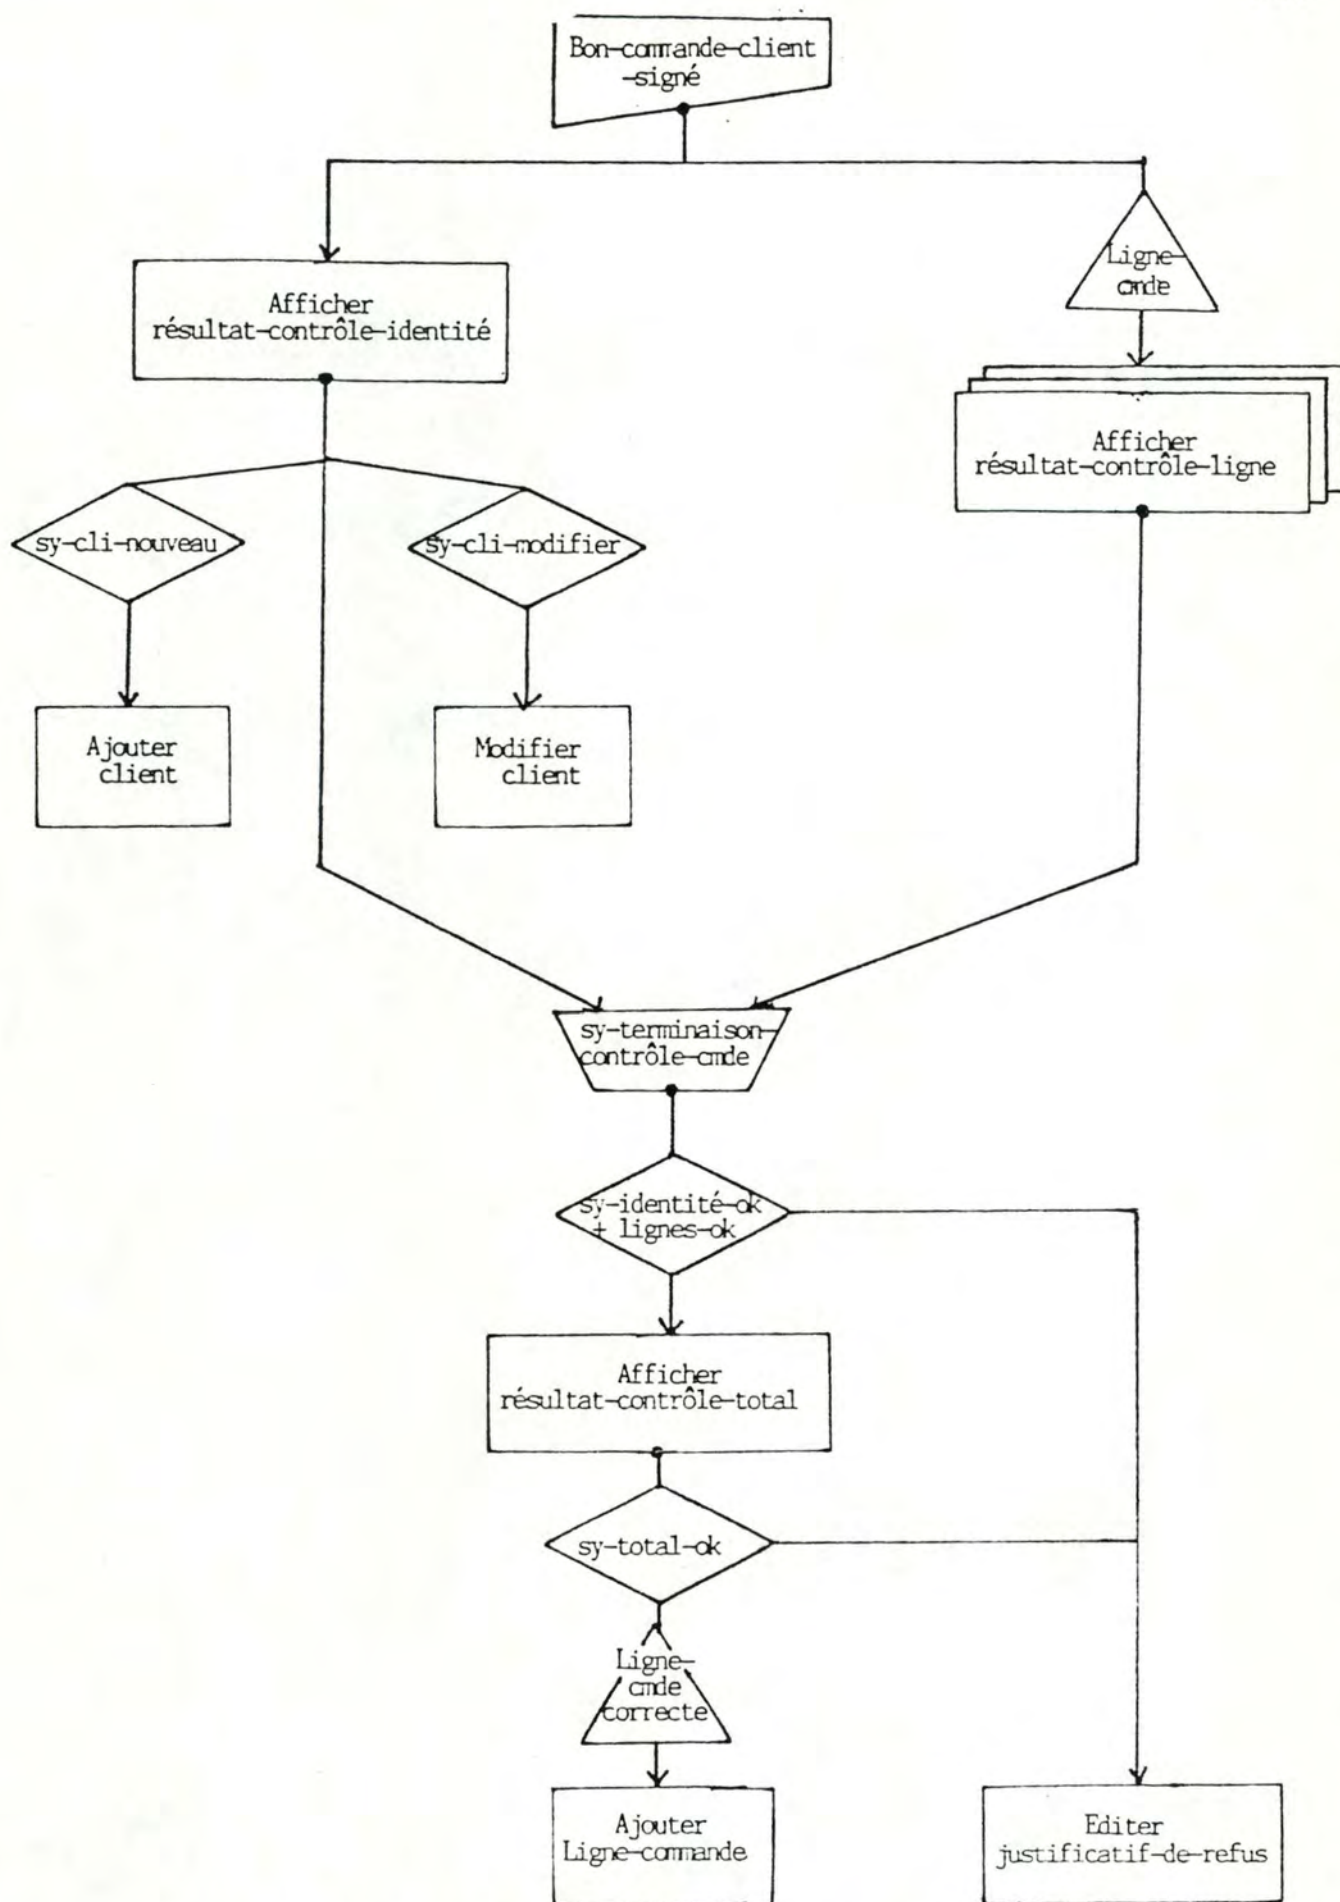 Bon-commande-client
-signé
Ligne-
cmde
Afficher
résultat-contrôle-identité
Afficher
résultat-contrôle-ligne
sy-cli-nouveau
sy-cli-modifier
Ajouter
client
Modifier
client
sy-terminaison-
contrôle-cmde
sy-identité-ok
+ lignes-ok
Afficher
résultat-contrôle-total
sy-total-ok
Ligne-
cmde
correcte
Ajouter
Ligne-commande
Editer
justificatif-de-refus